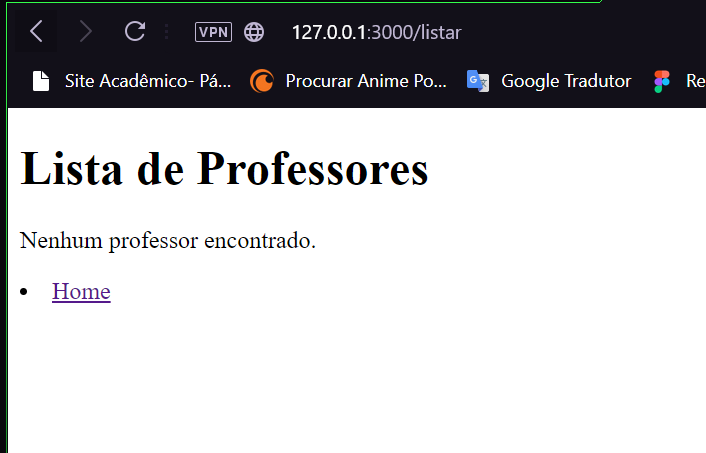 VPN 127.0.0.1:3000/listar
Site Acadêmico- Pá... Procurar Anime Po... Google Tradutor Re
Lista de Professores
Nenhum professor encontrado.
Home